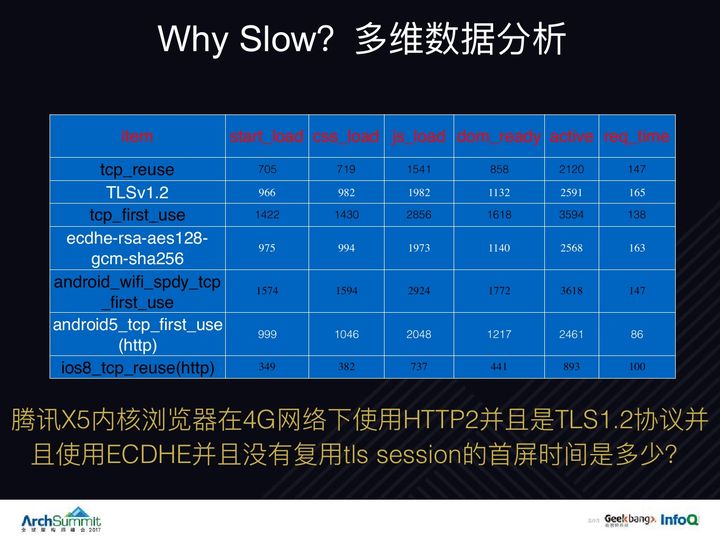 Why Slow? 多维数据分析
item start_load css_load js_load dom_ready active req_time
tcp_reuse 705 719 1541 858 2120 147
TLSv1.2 966 982 1982 1132 2591 165
tcp_first_use 1422 1430 2856 1618 3594 138
ecdhe-rsa-aes128-
gcm-sha256 975 994 1973 1140 2568 163
android_wifi_spdy_tcp
_first_use 1574 1594 2924 1772 3618 147
android5_tcp_first_use
(http) 999 1046 2048 1217 2461 86
ios8_tcp_reuse(http) 349 382 737 441 893 100
腾讯X5内核浏览器在4G网络下使用HTTP2并且是TLS1.2协议并
且使用ECDHE并且没有复用tls session的首屏时间是多少?
ArchSummit
全球架构师峰会2017
Geekbang>. InfoQ